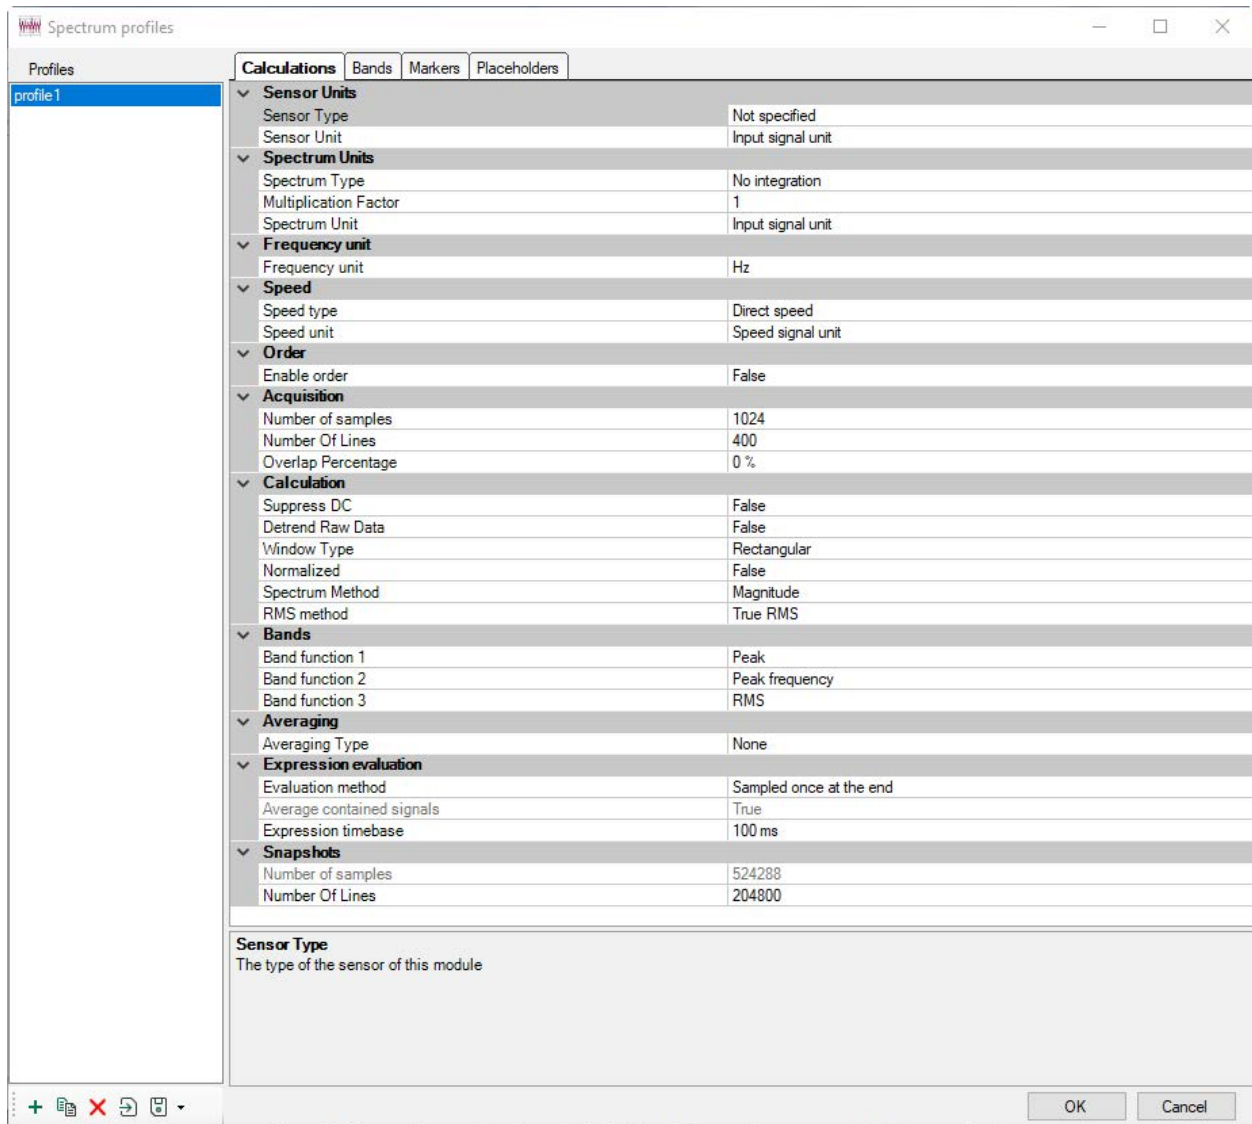 Spectrum profiles
Profiles
Calculations Bands Markers Placeholders
profile1
Sensor Units
Sensor Type Not specified
Sensor Unit Input signal unit
Spectrum Units
Spectrum Type No integration
Multiplication Factor 1
Spectrum Unit Input signal unit
Frequency unit
Frequency unit Hz
Speed
Speed type Direct speed
Speed unit Speed signal unit
Order
Enable order False
Acquisition
Number of samples 1024
Number Of Lines 400
Overlap Percentage 0 %
Calculation
Suppress DC False
Detrend Raw Data False
Window Type Rectangular
Normalized False
Spectrum Method Magnitude
RMS method True RMS
Bands
Band function 1 Peak
Band function 2 Peak frequency
Band function 3 RMS
Averaging
Averaging Type None
Expression evaluation
Evaluation method Sampled once at the end
Average contained signals True
Expression timebase 100 ms
Snapshots
Number of samples 524288
Number Of Lines 204800
Sensor Type
The type of the sensor of this module
OK Cancel